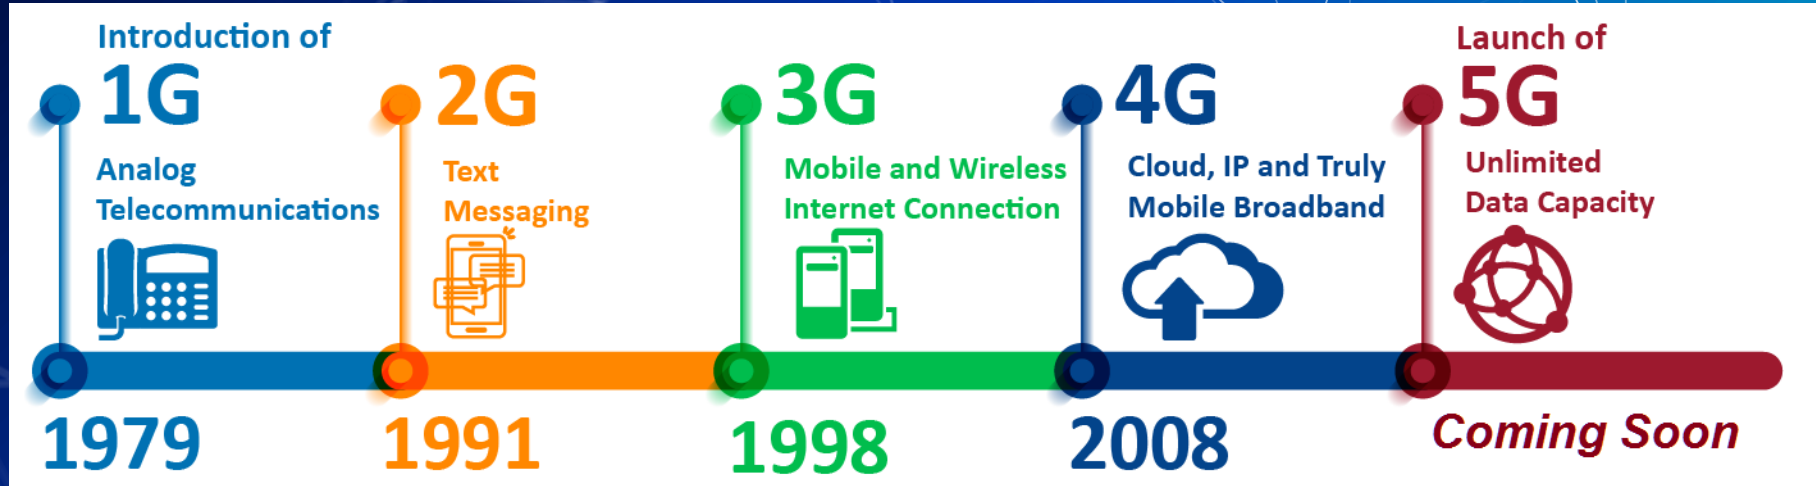 Introduction of
1G
Analog
Telecommunications
1979
2G
Text
Messaging
1991
3G
Mobile and Wireless
Internet Connection
1998
4G
Cloud, IP and Truly
Mobile Broadband
2008
Launch of
5G
Unlimited
Data Capacity
Coming Soon